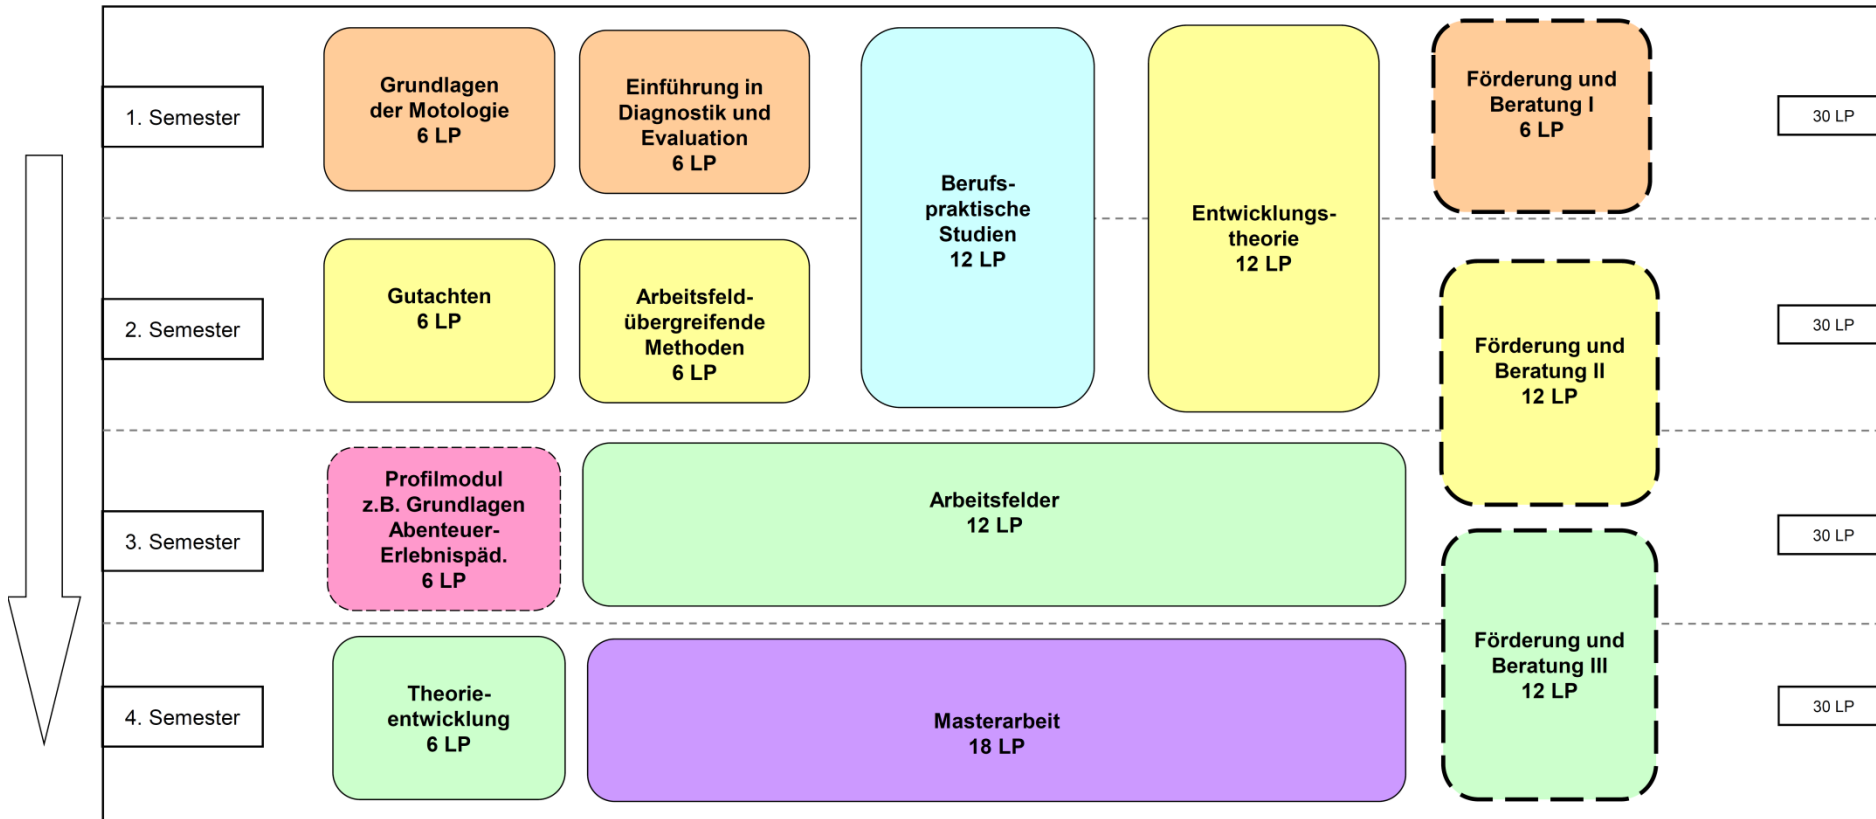 1. Semester
Grundlagen
der Motologie
6 LP
Einführung in
Diagnostik und
Evaluation
6 LP
Berufs-
praktische
Studien
12 LP
Entwicklungs-
theorie
12 LP
Förderung und
Beratung I
6 LP
30 LP
2. Semester
Gutachten
6 LP
Arbeitsfeld-
übergreifende
Methoden
6 LP
Förderung und
Beratung II
12 LP
30 LP
3. Semester
Profilmodul
z.B. Grundlagen
Abenteuer-
Erlebnispäd.
6 LP
Arbeitsfelder
12 LP
30 LP
4. Semester
Theorie-
entwicklung
6 LP
Masterarbeit
18 LP
Förderung und
Beratung III
12 LP
30 LP